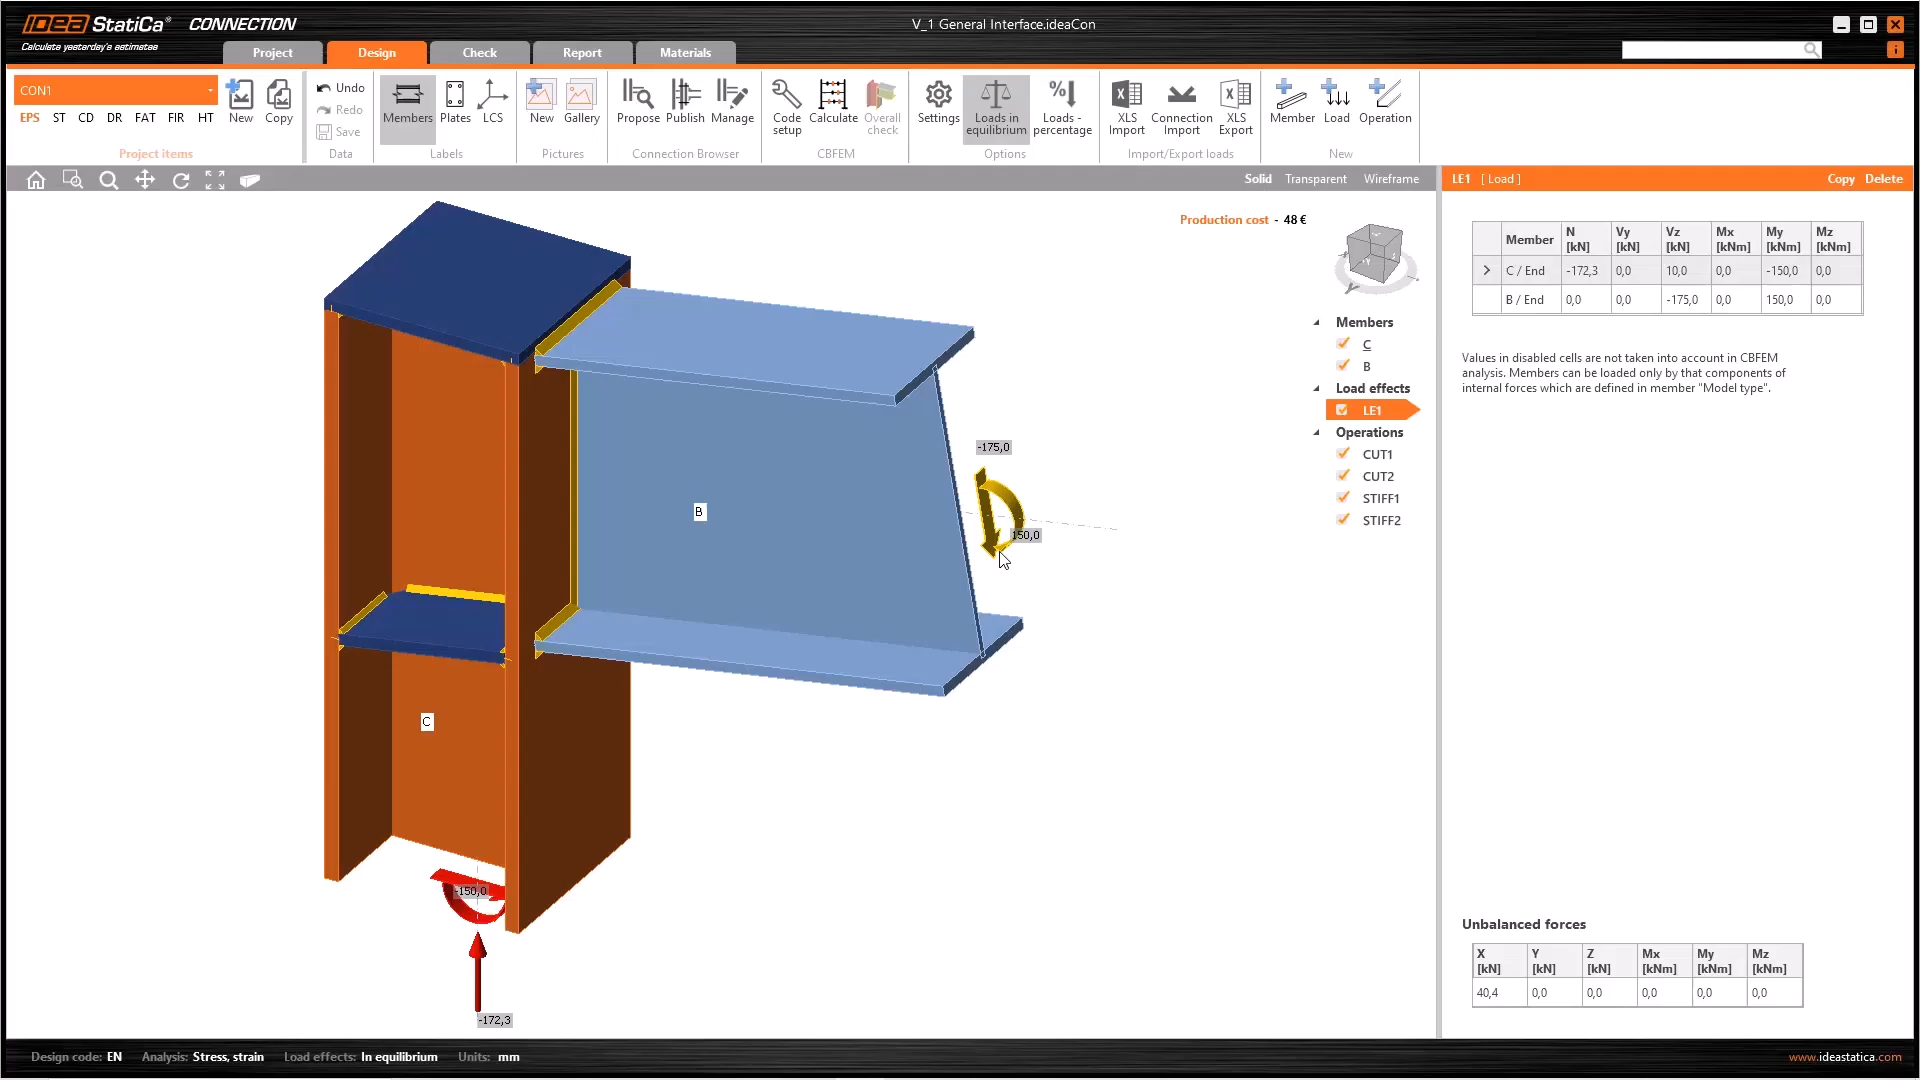 IDEA StatiCa® CONNECTION
Calculate yesterday's estimates
V_1 General Interface.ideaCon
Project Design Check Report Materials
CON1
EPS ST CD DR FAT FIR HT
New Copy
Project items
Undo
Redo
Save
Data
Members Plates LCS
Labels
New Gallery
Pictures
Propose Publish Manage
Connection Browser
Code setup Calculate Overall check
CBFEM
Settings Loads in equilibrium Loads - percentage
Options
XLS Import Connection Import XLS Export
Import/Export loads
Member Load Operation
New
Solid Transparent Wireframe
LE1 [ Load ] Copy Delete
Production cost - 48 €
Members
C
B
Load effects
LE1
Operations
CUT1
CUT2
STIFF1
STIFF2
-175,0
150,0
B
C
-150,0
-172,3
Member N [kN] Vy [kN] Vz [kN] Mx [kNm] My [kNm] Mz [kNm]
> C / End -172,3 0,0 10,0 0,0 -150,0 0,0
B / End 0,0 0,0 -175,0 0,0 150,0 0,0
Values in disabled cells are not taken into account in CBFEM
analysis. Members can be loaded only by that components of
internal forces which are defined in member "Model type".
Unbalanced forces
X [kN] Y [kN] Z [kN] Mx [kNm] My [kNm] Mz [kNm]
40,4 0,0 0,0 0,0 0,0 0,0
Design code: EN Analysis: Stress, strain Load effects: In equilibrium Units: mm
www.ideastatica.com